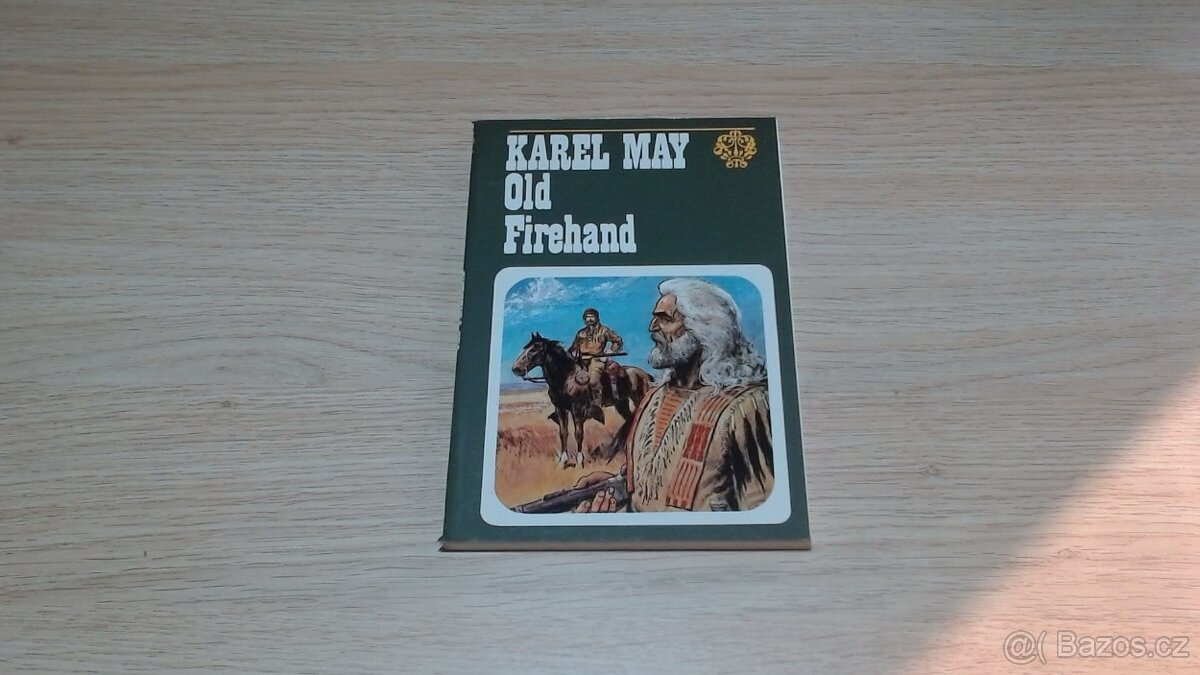 KAREL MAY
Old
Firehand
@( Bazos.cz